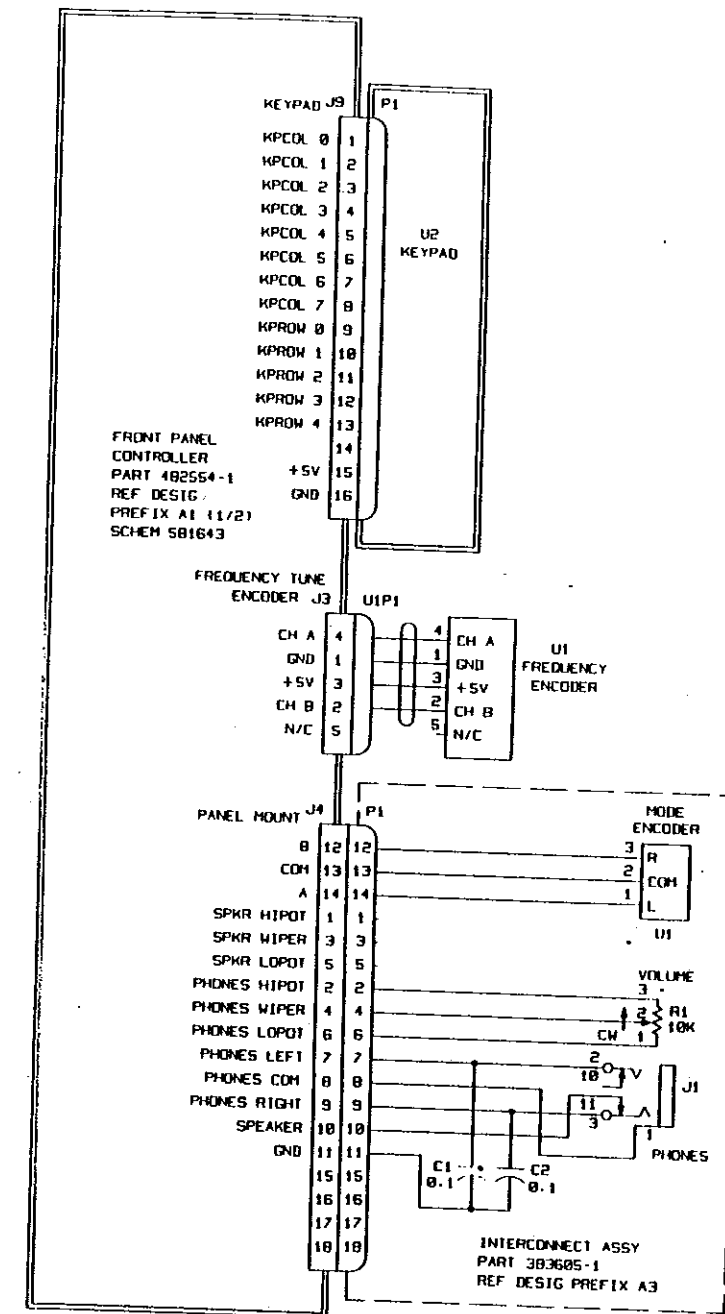 KEYPAD J9 P1
KPCOL 0 1
KPCOL 1 2
KPCOL 2 3
KPCOL 3 4
KPCOL 4 5
KPCOL 5 6
KPCOL 6 7
KPCOL 7 8
KPROW 0 9
KPROW 1 10
KPROW 2 11
KPROW 3 12
KPROW 4 13
14
+5V 15
GND 16
U2
KEYPAD
FRONT PANEL
CONTROLLER
PART 482554-1
REF DESIG
PREFIX A1 (1/2)
SCHEM 581643
FREQUENCY TUNE
ENCODER J3 U1P1
CH A 4 4 CH A
GND 1 1 GND
+5V 3 3 +5V
CH B 2 2 CH B
N/C 5 5 N/C
U1
FREQUENCY
ENCODER
PANEL MOUNT J4 P1
B 12 12
COM 13 13
A 14 14
SPKR HIPOT 1 1
SPKR WIPER 3 3
SPKR LOPOT 5 5
PHONES HIPOT 2 2
PHONES WIPER 4 4
PHONES LOPOT 6 6
PHONES LEFT 7 7
PHONES COM 8 8
PHONES RIGHT 9 9
SPEAKER 10 10
GND 11 11
15 15
16 16
17 17
18 18
MODE
ENCODER
3 R
2 COM
1 L
U1
VOLUME
3
2 R1
1 10K
CW
2
10
11
3
J1
1
PHONES
C1
0.1
C2
0.1
INTERCONNECT ASSY
PART 383605-1
REF DESIG PREFIX A3